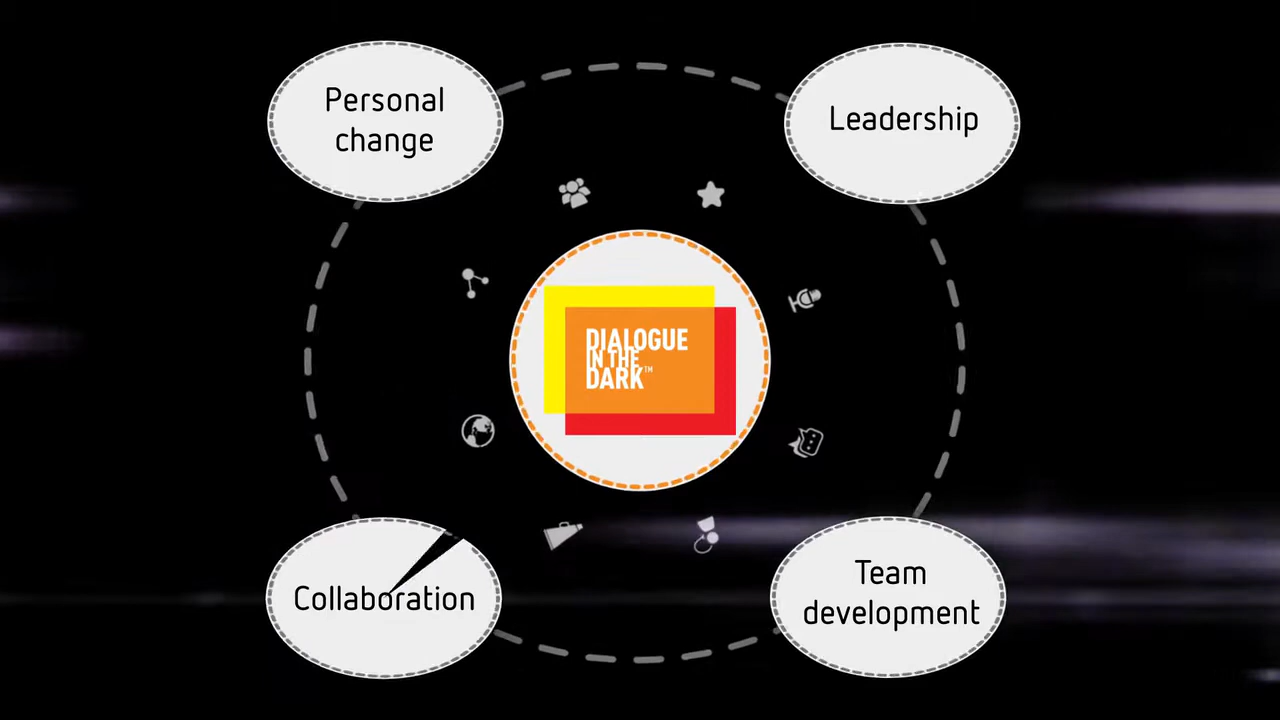 Personal
change
Leadership
DIALOGUE
IN THE
DARK™
Collaboration
Team
development